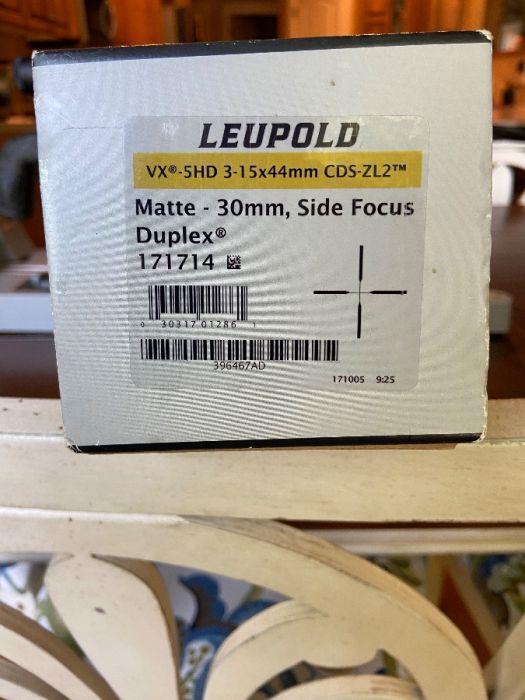 LEUPOLD
VX®-5HD 3-15x44mm CDS-ZL2™
Matte - 30mm, Side Focus
Duplex®
171714
0 30317 01286 1
396467AD
171005 9:25